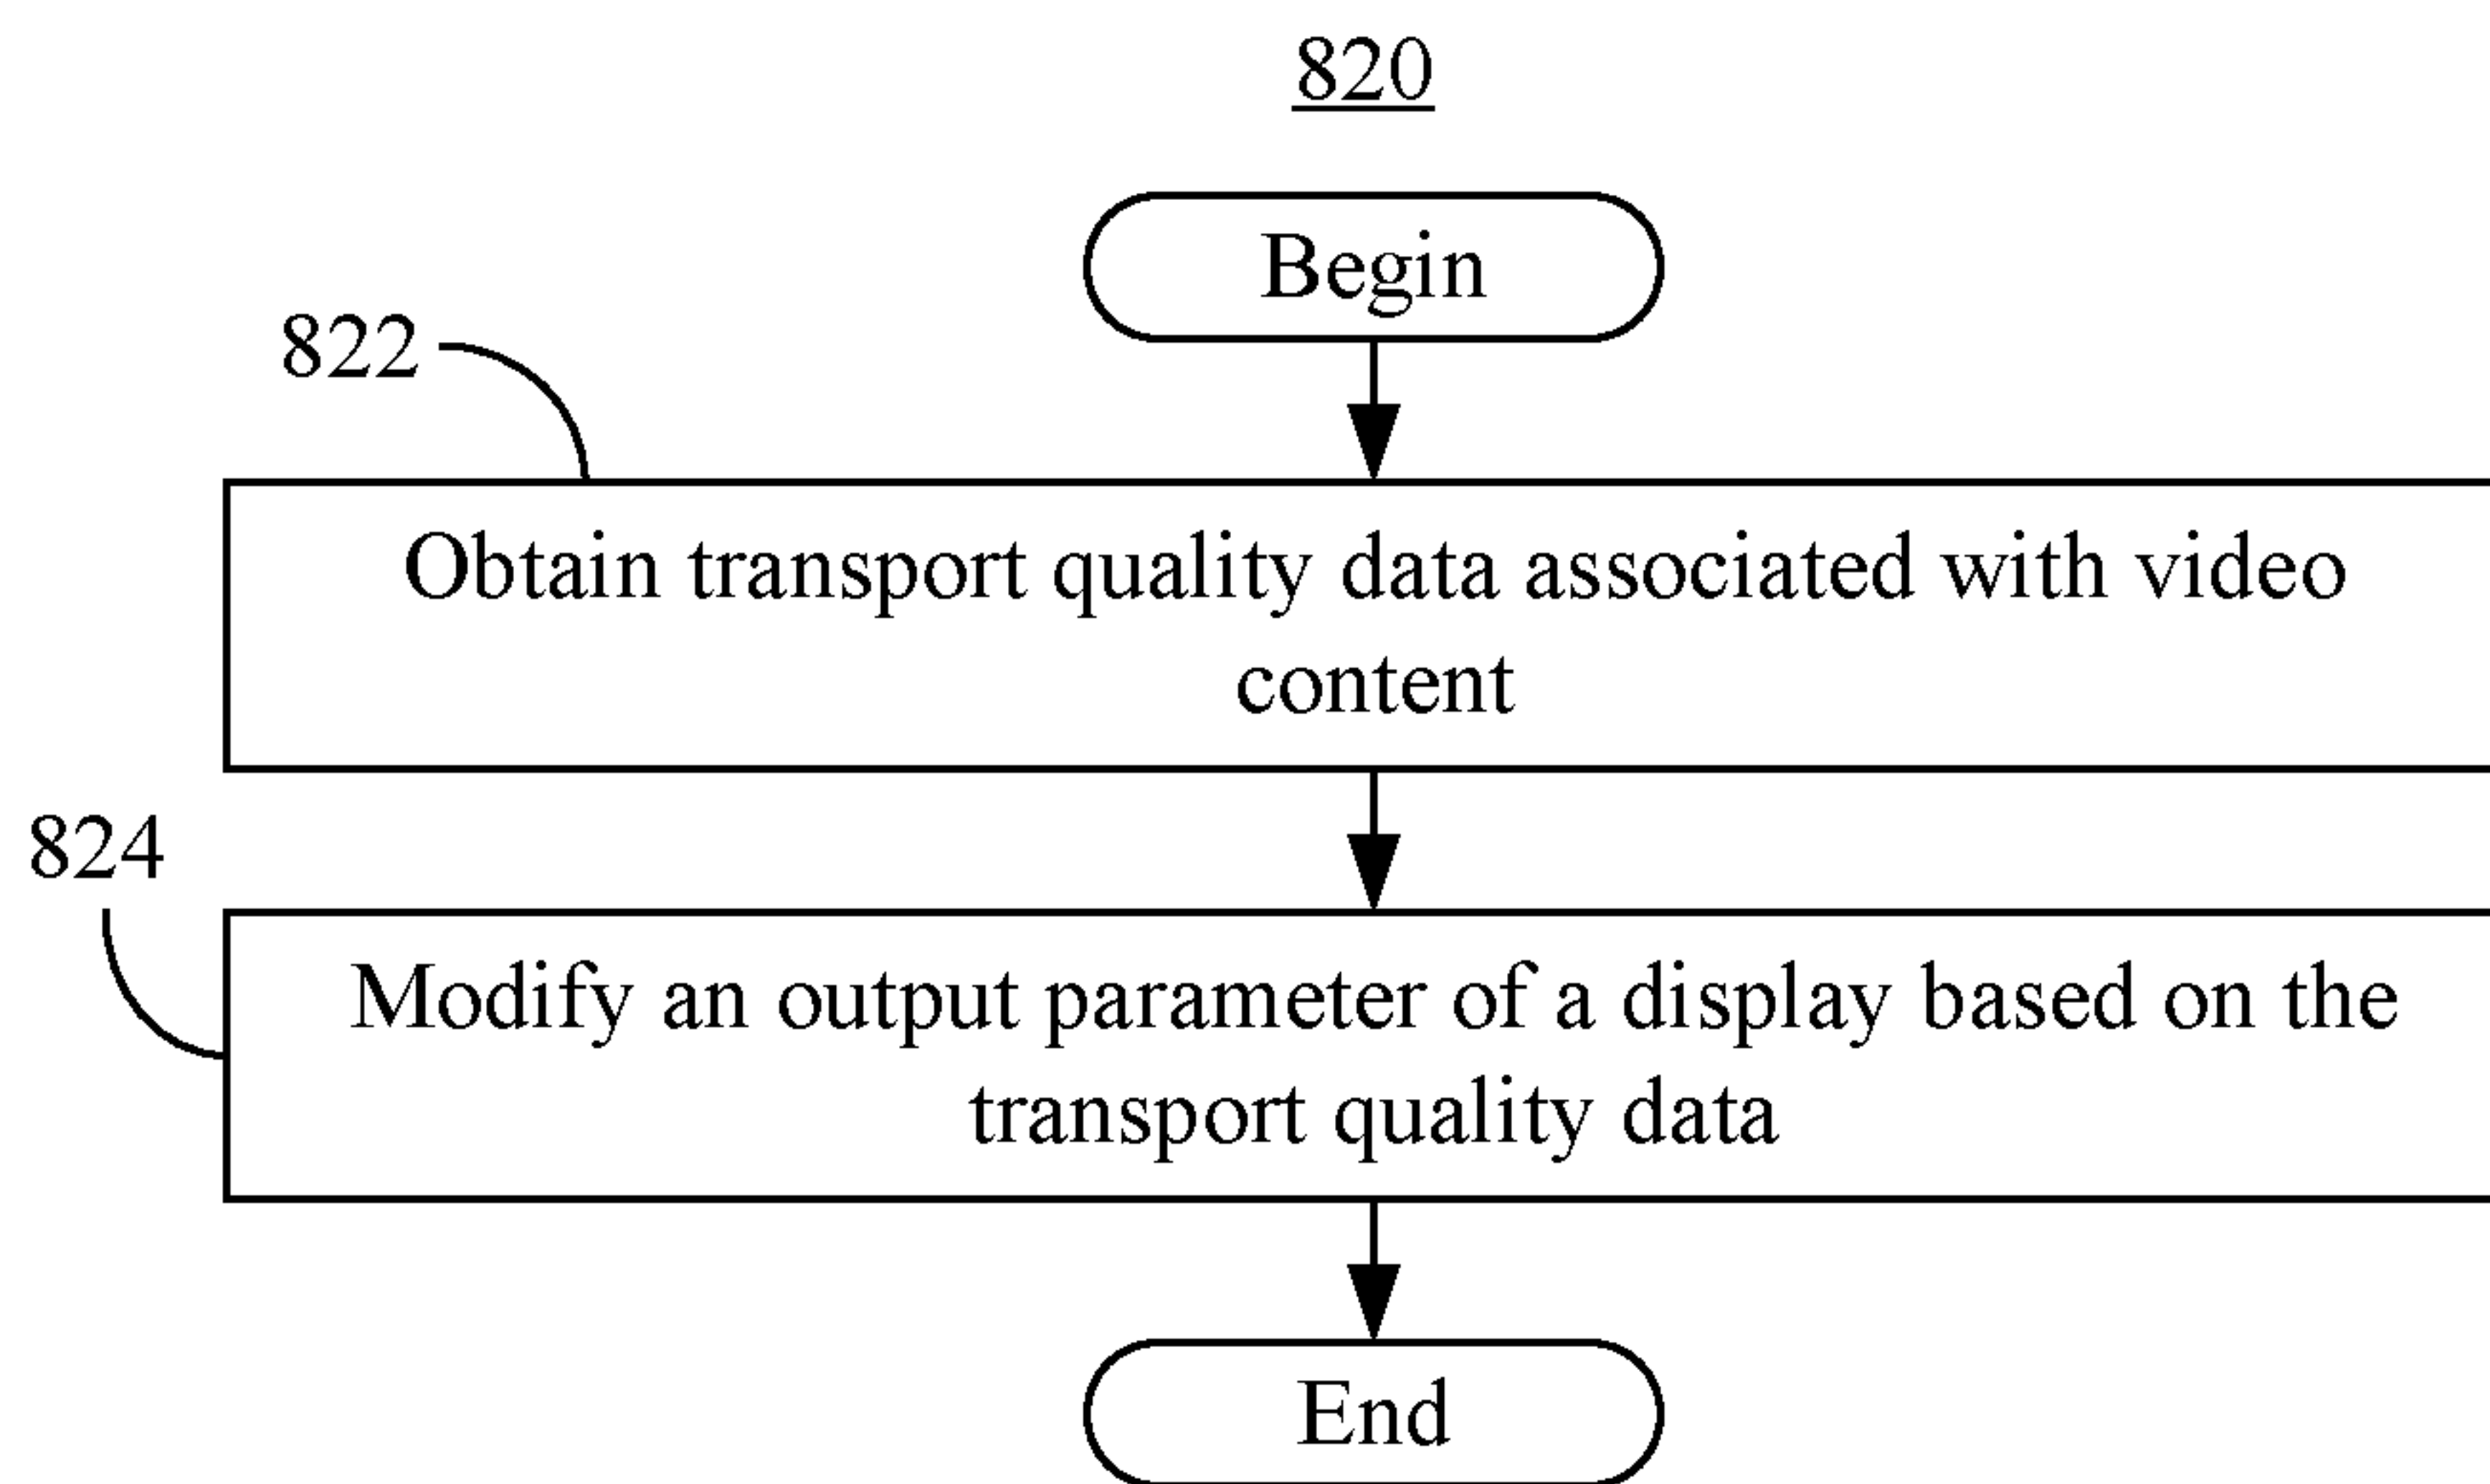 820
Begin
822
Obtain transport quality data associated with video
content
824
Modify an output parameter of a display based on the
transport quality data
End